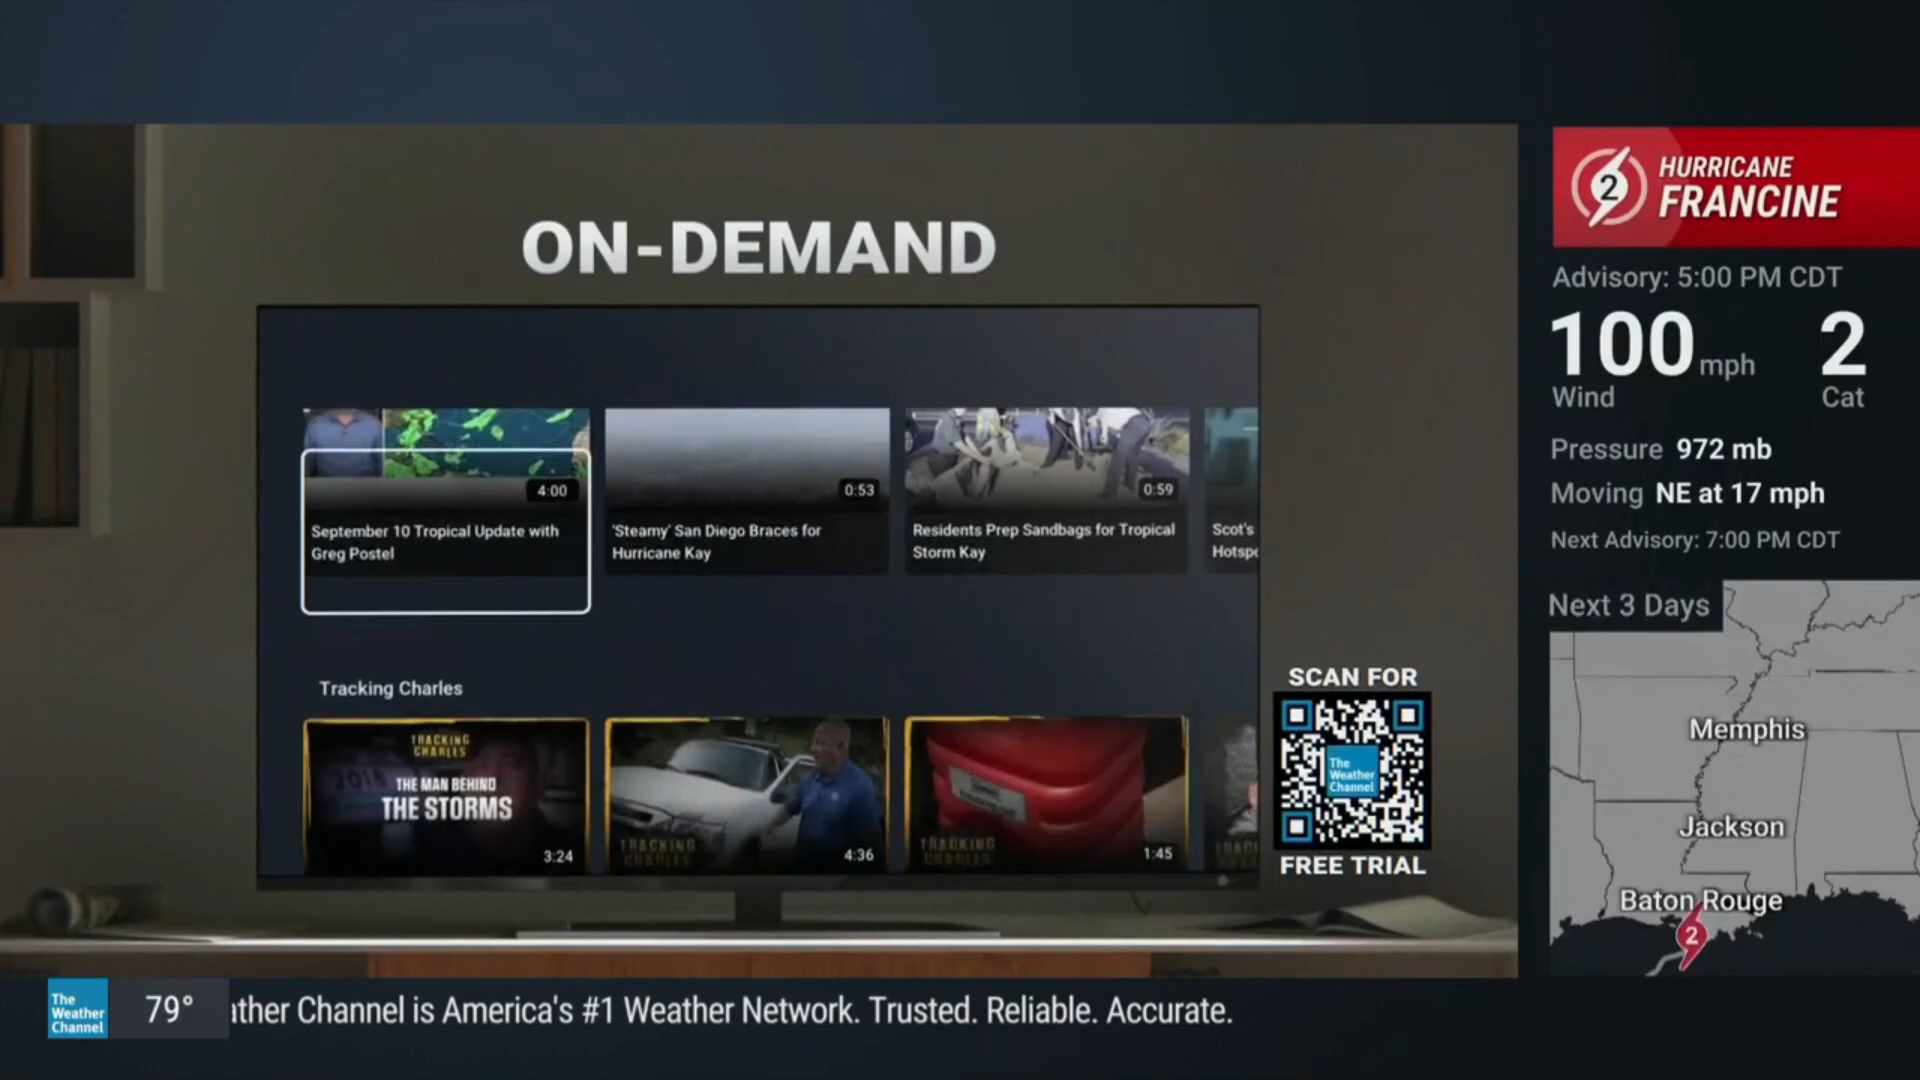 ON-DEMAND
4:00
September 10 Tropical Update with
Greg Postel
0:53
'Steamy' San Diego Braces for
Hurricane Kay
0:59
Residents Prep Sandbags for Tropical
Storm Kay
Scot's
Tracking Charles
TRACKING
CHARLES
THE MAN BEHIND
THE STORMS
3:24
TRACKING
CHARLES
4:36
TRACKING
CHARLES
1:45
SCAN FOR
The
Weather
Channel
FREE TRIAL
2
HURRICANE
FRANCINE
Advisory: 5:00 PM CDT
100 mph
Wind
2
Cat
Pressure 972 mb
Moving NE at 17 mph
Next Advisory: 7:00 PM CDT
Next 3 Days
Memphis
Jackson
Baton Rouge
2
The
Weather
Channel
79°
ather Channel is America's #1 Weather Network. Trusted. Reliable. Accurate.